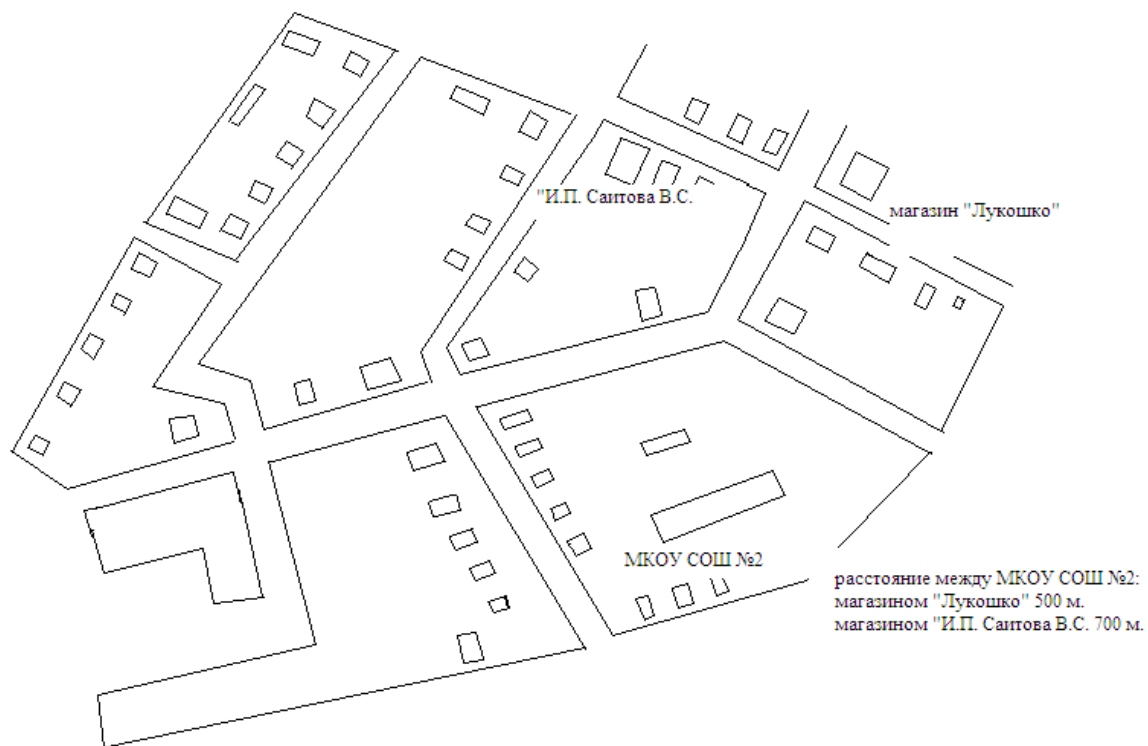 "И.П. Саитова В.С.
магазин "Лукошко"
МКОУ СОШ №2
расстояние между МКОУ СОШ №2:
магазином "Лукошко" 500 м.
магазином "И.П. Саитова В.С. 700 м.